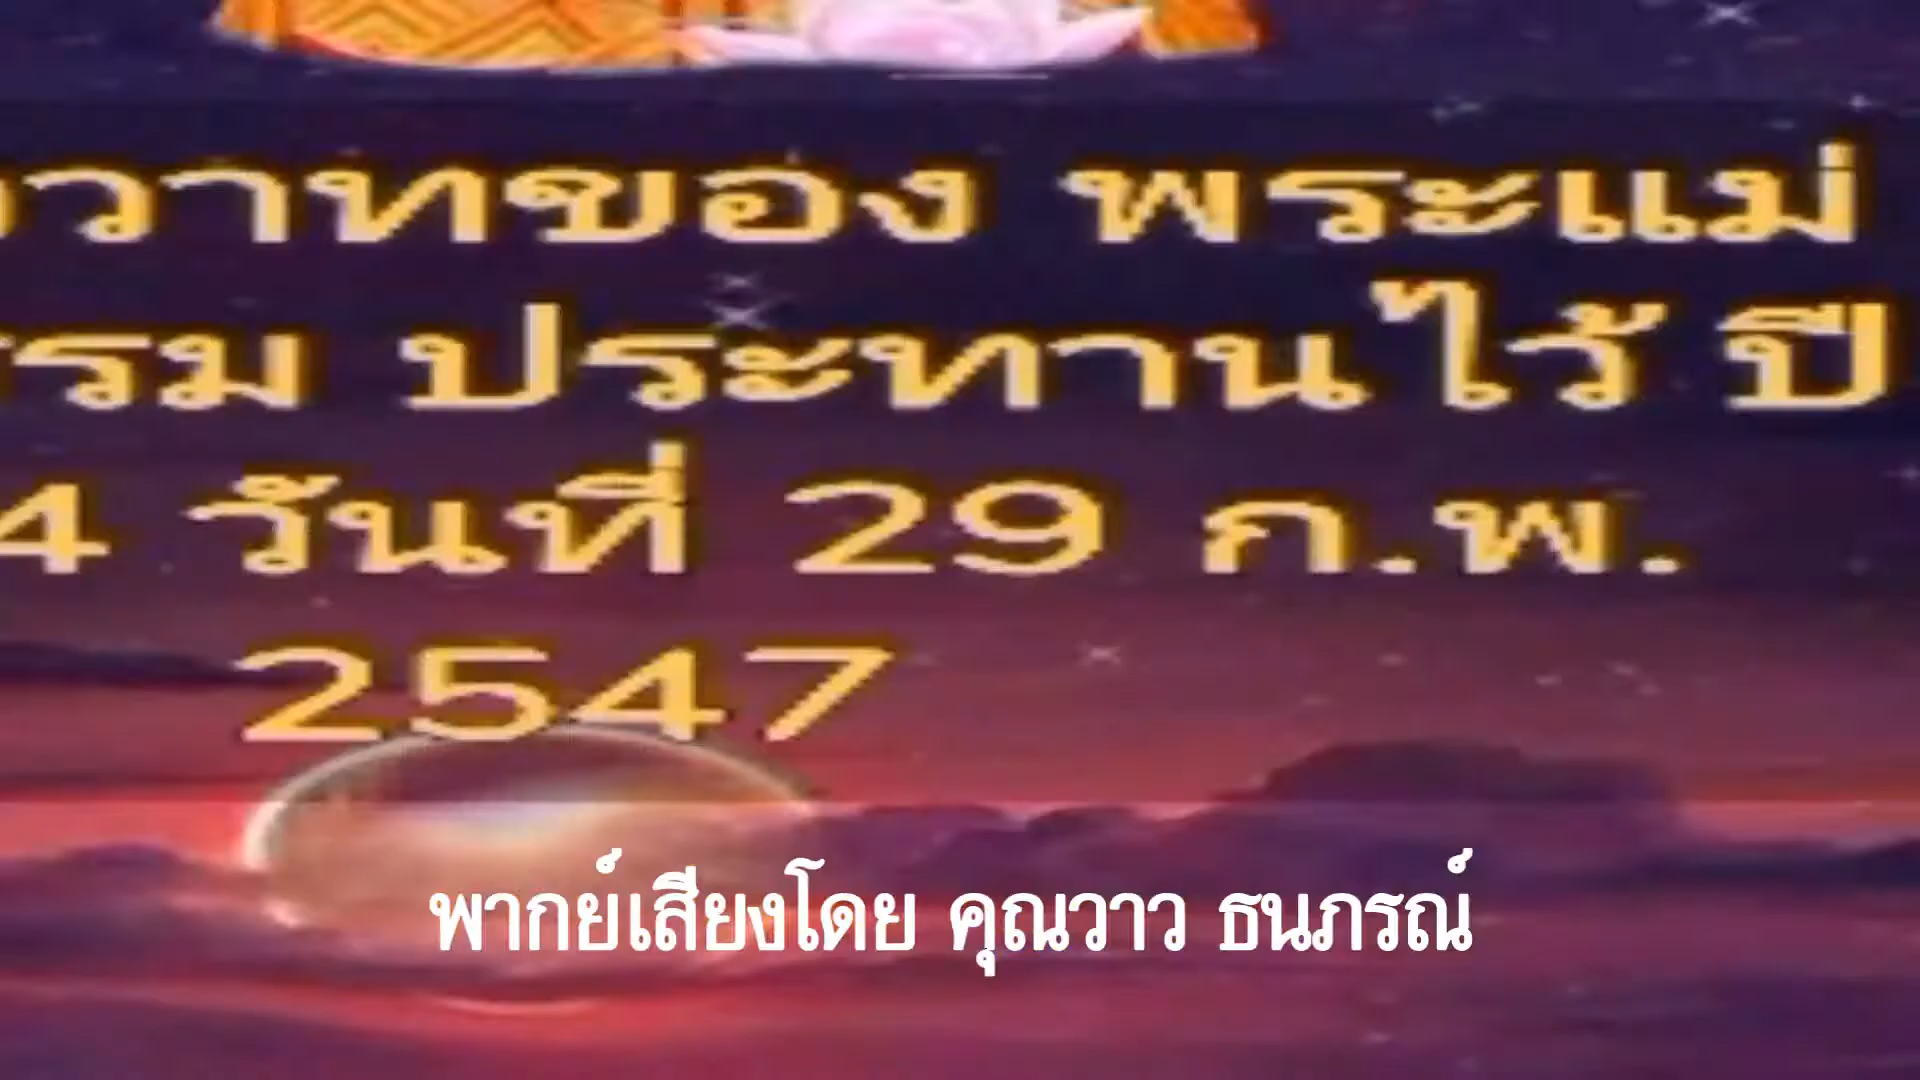 วาทของ พระแม่
รรม ประทานไว้ ปี
4 วันที่ 29 ก.พ.
2547
พากย์เสียงโดย คุณวาว ธนภรณ์